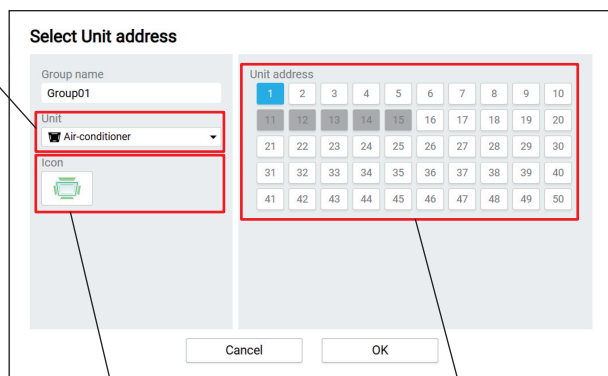 Select Unit address
Group name
Group01
Unit
Air-conditioner
Icon
Unit address
1 2 3 4 5 6 7 8 9 10
11 12 13 14 15 16 17 18 19 20
21 22 23 24 25 26 27 28 29 30
31 32 33 34 35 36 37 38 39 40
41 42 43 44 45 46 47 48 49 50
Cancel OK